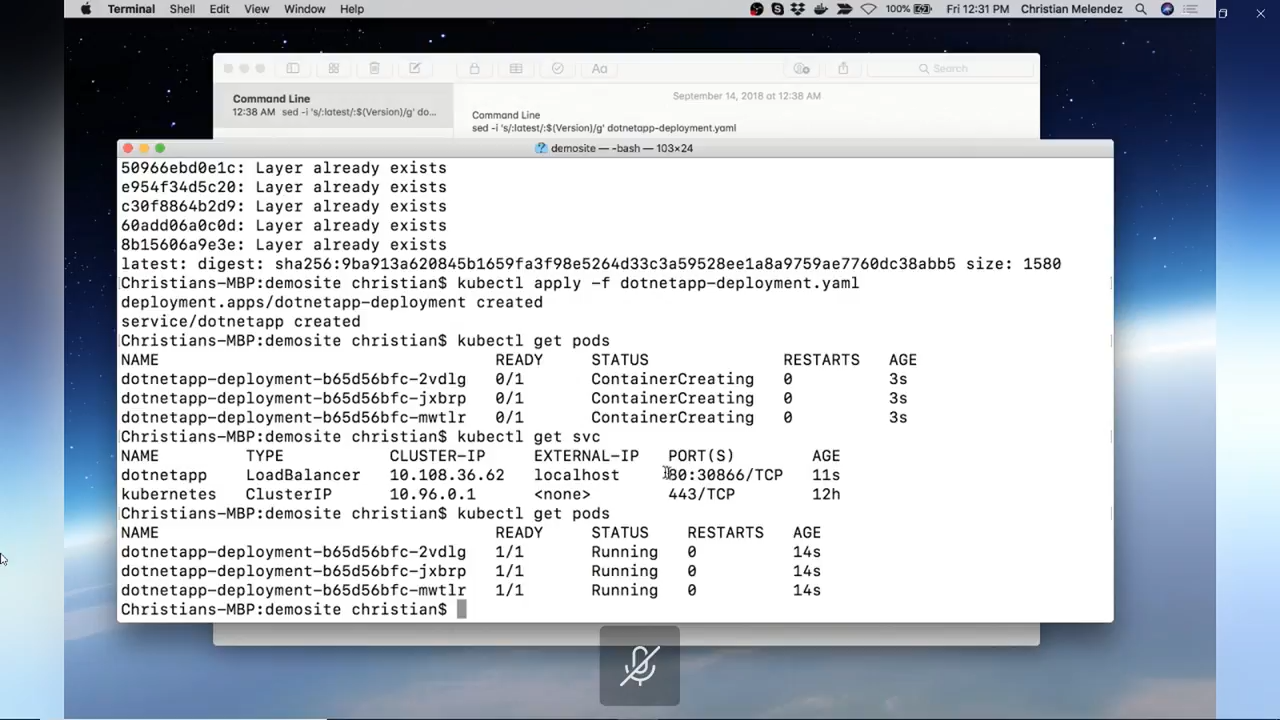 Terminal Shell Edit View Window Help 100% Fri 12:31 PM Christian Melendez
Aa Search
Command Line
12:38 AM sed -i 's/:latest/:$(Version)/g' do...
September 14, 2018 at 12:38 AM
Command Line
sed -i 's/:latest/:$(Version)/g' dotnetapp-deployment.yaml
demosite — -bash — 103×24
50966ebd0e1c: Layer already exists
e954f34d5c20: Layer already exists
c30f8864b2d9: Layer already exists
60add06a0c0d: Layer already exists
8b15606a9e3e: Layer already exists
latest: digest: sha256:9ba913a620845b1659fa3f98e5264d33c3a59528ee1a8a9759ae7760dc38abb5 size: 1580
Christians-MBP:demosite christian$ kubectl apply -f dotnetapp-deployment.yaml
deployment.apps/dotnetapp-deployment created
service/dotnetapp created
Christians-MBP:demosite christian$ kubectl get pods
NAME READY STATUS RESTARTS AGE
dotnetapp-deployment-b65d56bfc-2vdlg 0/1 ContainerCreating 0 3s
dotnetapp-deployment-b65d56bfc-jxbrp 0/1 ContainerCreating 0 3s
dotnetapp-deployment-b65d56bfc-mwtlr 0/1 ContainerCreating 0 3s
Christians-MBP:demosite christian$ kubectl get svc
NAME TYPE CLUSTER-IP EXTERNAL-IP PORT(S) AGE
dotnetapp LoadBalancer 10.108.36.62 localhost 80:30866/TCP 11s
kubernetes ClusterIP 10.96.0.1 <none> 443/TCP 12h
Christians-MBP:demosite christian$ kubectl get pods
NAME READY STATUS RESTARTS AGE
dotnetapp-deployment-b65d56bfc-2vdlg 1/1 Running 0 14s
dotnetapp-deployment-b65d56bfc-jxbrp 1/1 Running 0 14s
dotnetapp-deployment-b65d56bfc-mwtlr 1/1 Running 0 14s
Christians-MBP:demosite christian$